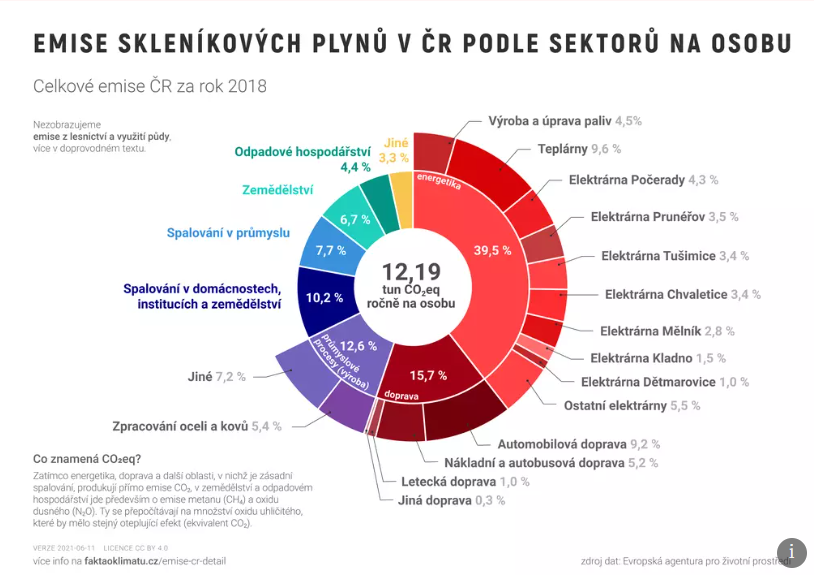 EMISE SKLENÍKOVÝCH PLYNŮ V ČR PODLE SEKTORŮ NA OSOBU
Celkové emise ČR za rok 2018
Nezobrazujeme
emise z lesnictví a využití půdy,
více v doprovodném textu.
Výroba a úprava paliv 4,5%
Teplárny 9,6 %
Elektrárna Počerady 4,3 %
Elektrárna Prunéřov 3,5 %
Elektrárna Tušimice 3,4 %
Elektrárna Chvaletice 3,4 %
Elektrárna Mělník 2,8 %
Elektrárna Kladno 1,5 %
Elektrárna Dětmarovice 1,0 %
Ostatní elektrárny 5,5 %
energetika
39,5 %
Automobilová doprava 9,2 %
Nákladní a autobusová doprava 5,2 %
Letecká doprava 1,0 %
Jiná doprava 0,3 %
15,7 %
doprava
12,6 %
průmyslové
procesy (výroba)
Jiné 7,2 %
Zpracování oceli a kovů 5,4 %
Spalování v domácnostech,
institucích a zemědělství
10,2 %
Spalování v průmyslu
7,7 %
Zemědělství
6,7 %
Odpadové hospodářství
4,4 %
Jiné
3,3 %
12,19
tun CO₂eq
ročně na osobu
Co znamená CO₂eq?
Zatímco energetika, doprava a další oblasti, v nichž je zásadní
spalování, produkují přímo emise CO₂, v zemědělství a odpadovém
hospodářství jde především o emise metanu (CH₄) a oxidu
dusného (N₂O). Ty se přepočítávají na množství oxidu uhličitého,
které by mělo stejný oteplující efekt (ekvivalent CO₂).
VERZE 2021-06-11 LICENCE CC BY 4.0
více info na faktaoklimatu.cz/emise-cr-detail
zdroj dat: Evropská agentura pro životní prostředí
i